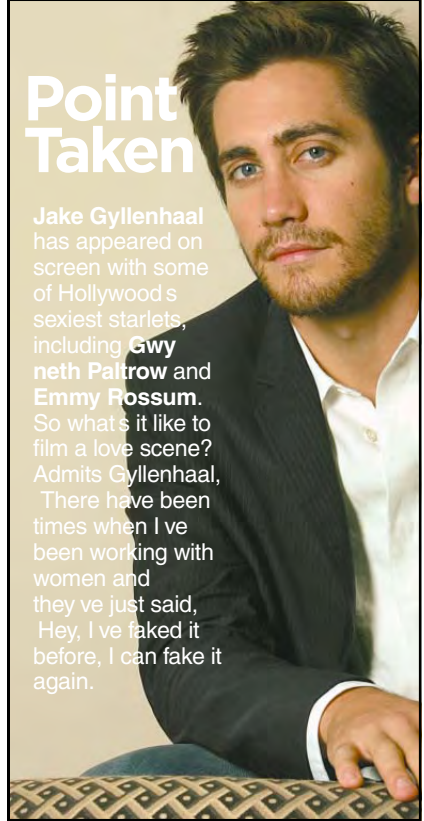 Point
Taken
Jake Gyllenhaal
has appeared on
screen with some
of Hollywood s
sexiest starlets,
including Gwy
neth Paltrow and
Emmy Rossum.
So what s it like to
film a love scene?
Admits Gyllenhaal,
There have been
times when I ve
been working with
women and
they ve just said,
Hey, I ve faked it
before, I can fake it
again.